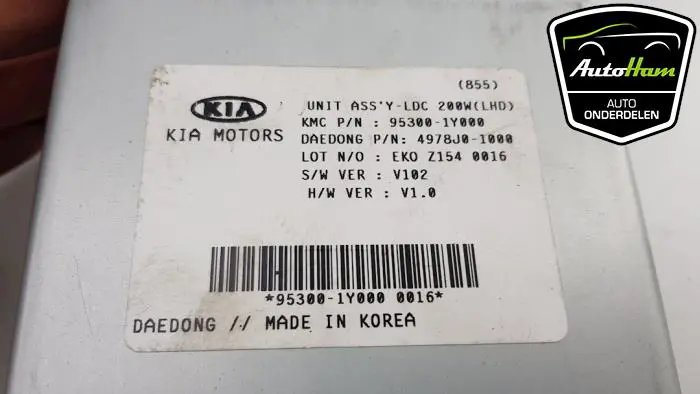 (855)
KIA
KIA MOTORS
UNIT ASS'Y-LDC 200W(LHD)
KMC P/N : 95300-1Y000
DAEDONG P/N: 4978J0-1000
LOT N/O : EKO Z154 0016
S/W VER : V102
H/W VER : V1.0
*95300-1Y000 0016*
DAEDONG // MADE IN KOREA
AutoHam
AUTO
ONDERDELEN